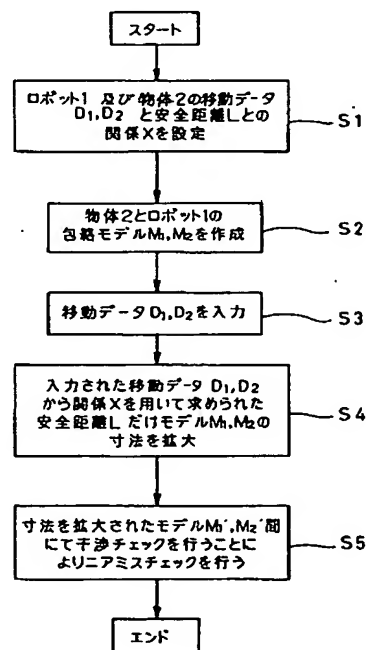 スタート
ロボット1 及び物体2の移動データ
D1,D2 と安全距離Lとの
関係Xを設定
S1
物体2とロボット1の
包絡モデルM1,M2を作成
S2
移動データD1,D2を入力
S3
入力された移動データ D1,D2
から関係Xを用いて求められた
安全距離LだけモデルM1,M2の
寸法を拡大
S4
寸法を拡大されたモデルM1',M2'間
にて干渉チェックを行うことに
よりニアミスチェックを行う
S5
エンド